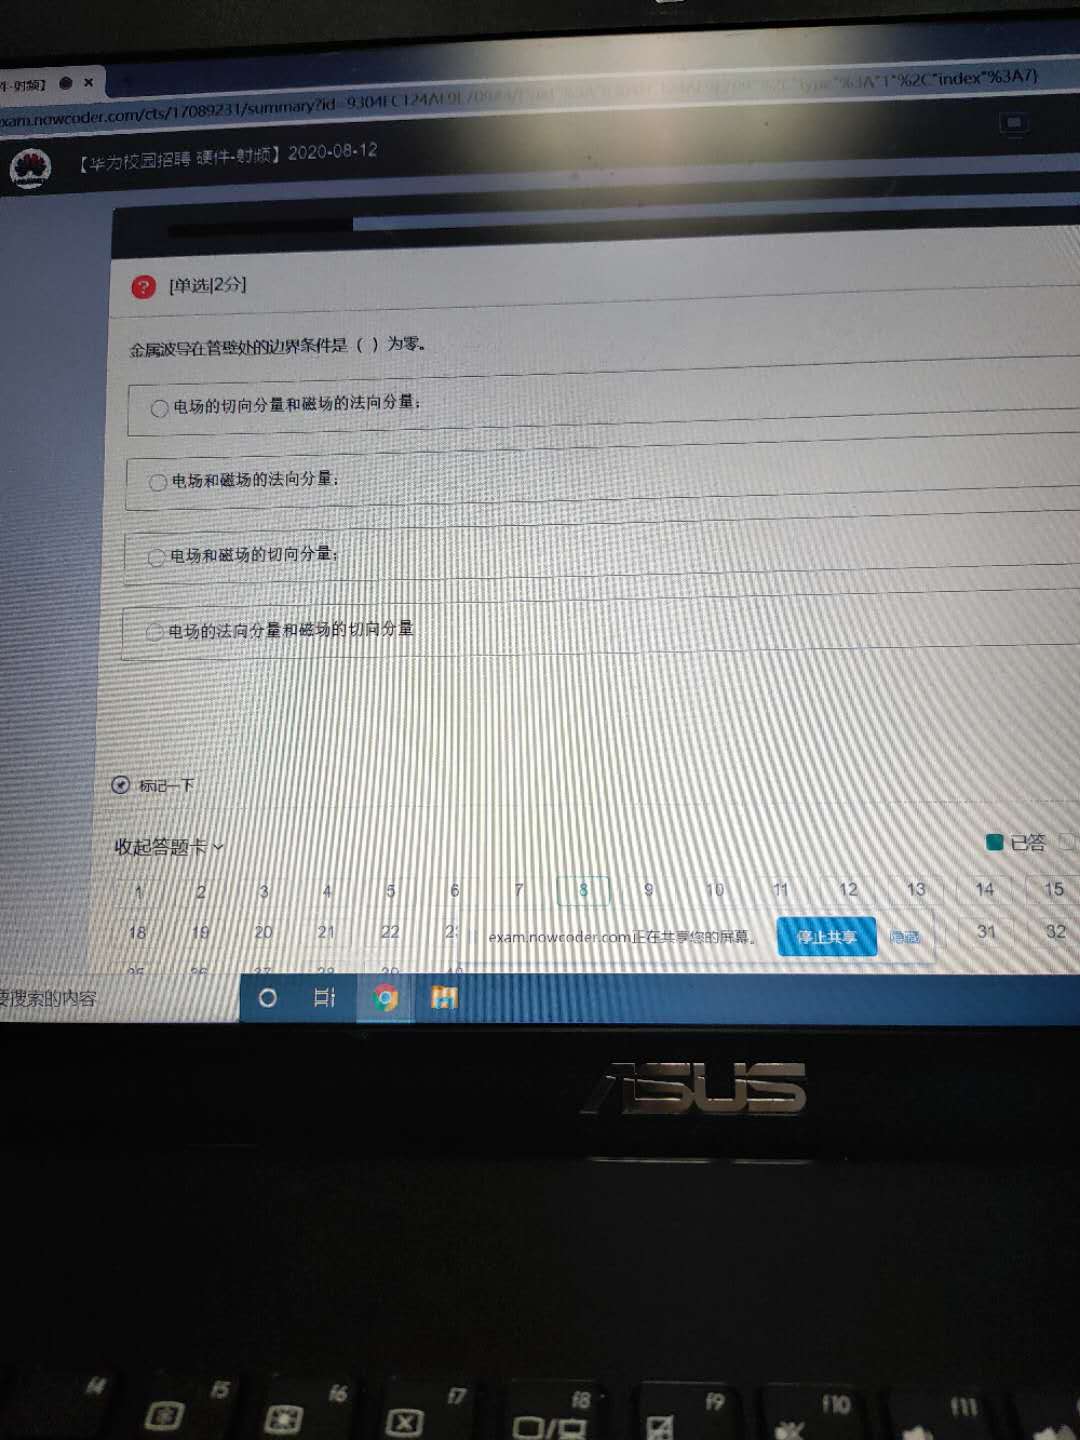 件-射频】
exam.nowcoder.com/cts/17089231/summary?id=
"index"%3A7}
【华为校园招聘 硬件-射频】2020-08-12
[单选|2分]
金属波导在管壁处的边界条件是（ ）为零。
电场的切向分量和磁场的法向分量;
电场和磁场的法向分量;
电场和磁场的切向分量;
电场的法向分量和磁场的切向分量
标记一下
收起答题卡
已答
1 2 3 4 5 6 7 8 9 10 11 12 13 14 15
18 19 20 21 22 31 32
exam.nowcoder.com正在共享您的屏幕。 停止共享 隐藏
要搜索的内容
ASUS
f4 f5 f6 f7 f8 f9 f10 f11